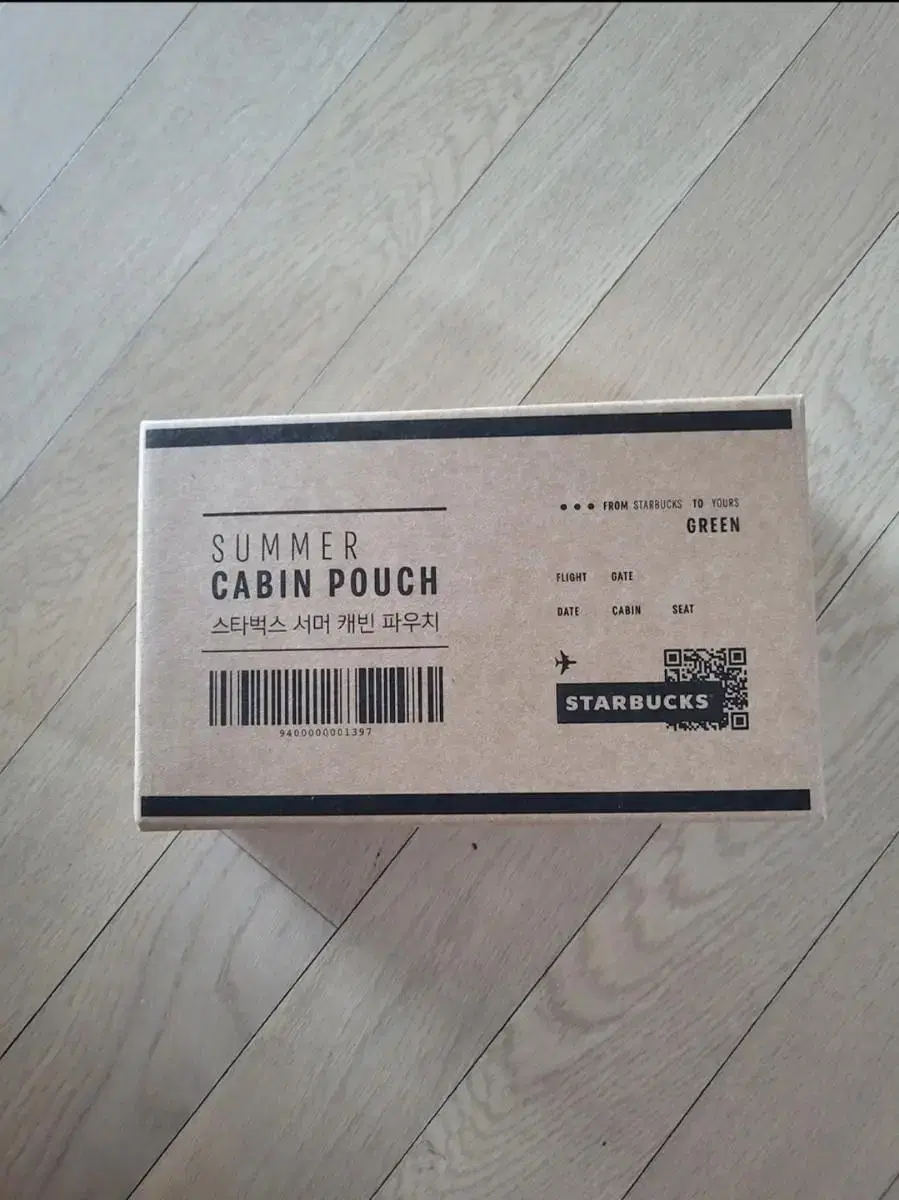 SUMMER
CABIN POUCH
스타벅스 서머 캐빈 파우치
9400000001397
FROM STARBUCKS TO YOURS
GREEN
FLIGHT GATE
DATE CABIN SEAT
STARBUCKS